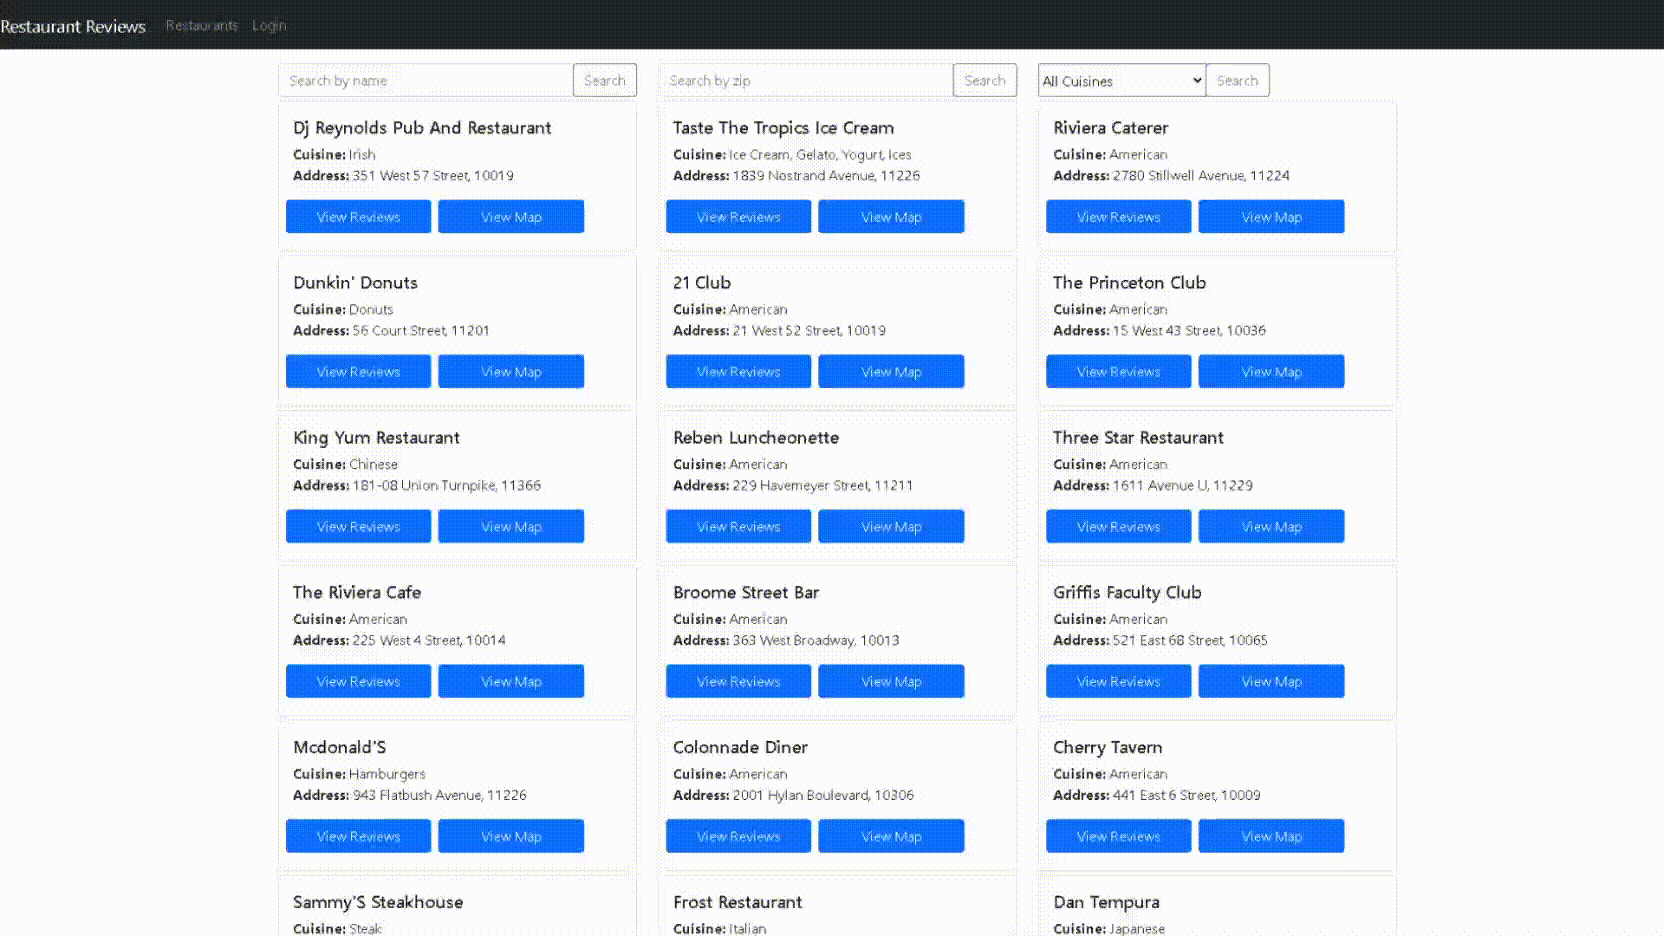 Restaurant Reviews Restaurants Login
Search by name Search Search by zip Search All Cuisines Search
Dj Reynolds Pub And Restaurant
Cuisine: Irish
Address: 351 West 57 Street, 10019
View Reviews View Map
Taste The Tropics Ice Cream
Cuisine: Ice Cream, Gelato, Yogurt, Ices
Address: 1839 Nostrand Avenue, 11226
View Reviews View Map
Riviera Caterer
Cuisine: American
Address: 2780 Stillwell Avenue, 11224
View Reviews View Map
Dunkin' Donuts
Cuisine: Donuts
Address: 56 Court Street, 11201
View Reviews View Map
21 Club
Cuisine: American
Address: 21 West 52 Street, 10019
View Reviews View Map
The Princeton Club
Cuisine: American
Address: 15 West 43 Street, 10036
View Reviews View Map
King Yum Restaurant
Cuisine: Chinese
Address: 181-08 Union Turnpike, 11366
View Reviews View Map
Reben Luncheonette
Cuisine: American
Address: 229 Havemeyer Street, 11211
View Reviews View Map
Three Star Restaurant
Cuisine: American
Address: 1611 Avenue U, 11229
View Reviews View Map
The Riviera Cafe
Cuisine: American
Address: 225 West 4 Street, 10014
View Reviews View Map
Broome Street Bar
Cuisine: American
Address: 363 West Broadway, 10013
View Reviews View Map
Griffis Faculty Club
Cuisine: American
Address: 521 East 68 Street, 10065
View Reviews View Map
Mcdonald'S
Cuisine: Hamburgers
Address: 943 Flatbush Avenue, 11226
View Reviews View Map
Colonnade Diner
Cuisine: American
Address: 2001 Hylan Boulevard, 10306
View Reviews View Map
Cherry Tavern
Cuisine: American
Address: 441 East 6 Street, 10009
View Reviews View Map
Sammy'S Steakhouse
Cuisine: Steak
Frost Restaurant
Cuisine: Italian
Dan Tempura
Cuisine: Japanese